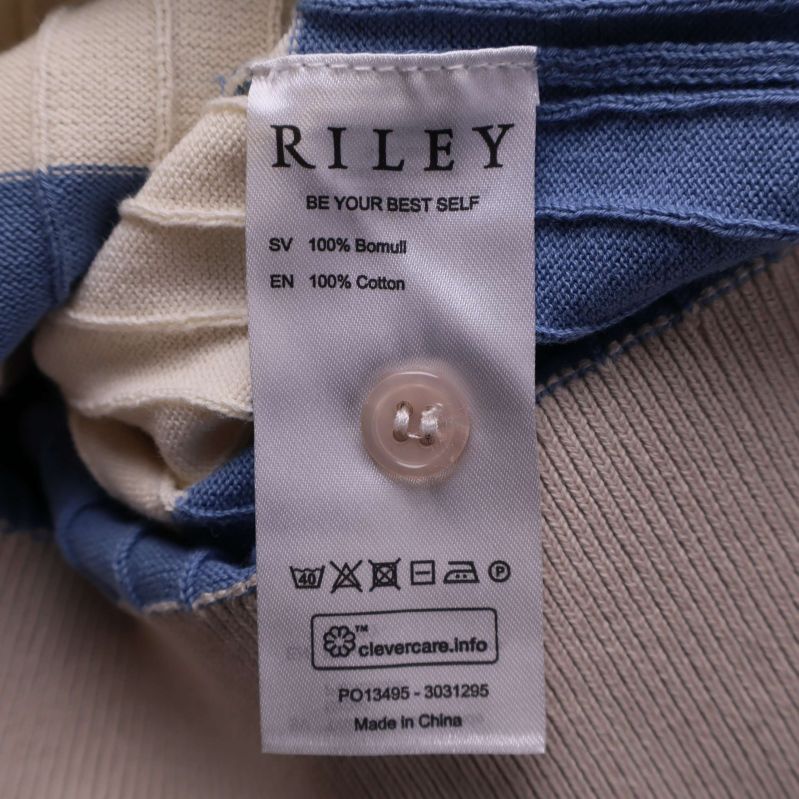 RILEY
BE YOUR BEST SELF
SV 100% Bomull
EN 100% Cotton
40 P
™ clevercare.info
PO13495 - 3031295
Made in China